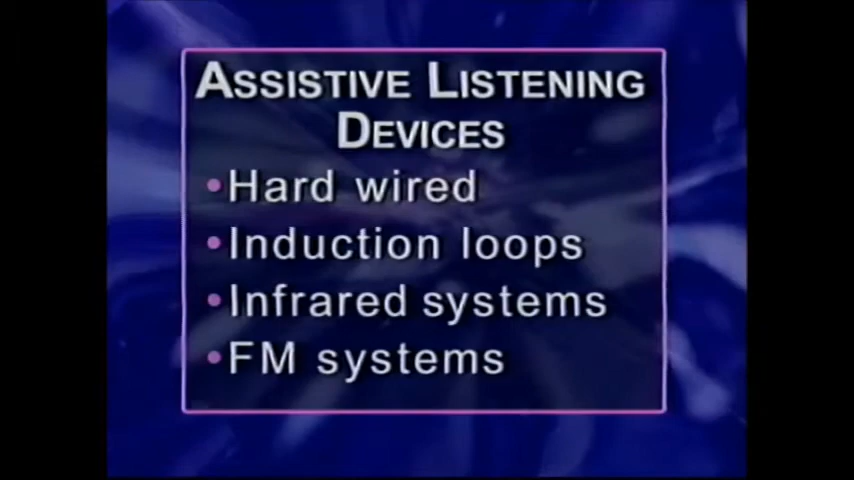 ASSISTIVE LISTENING
DEVICES
•Hard wired
•Induction loops
•Infrared systems
•FM systems